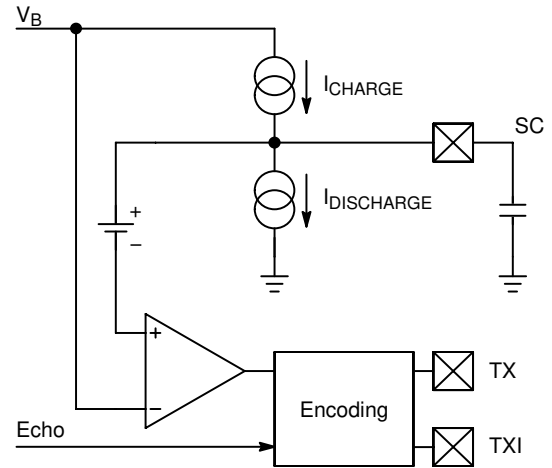 VB
ICHARGE
SC
+
IDISCHARGE
−
+
TX
−
Encoding
Echo
TXI